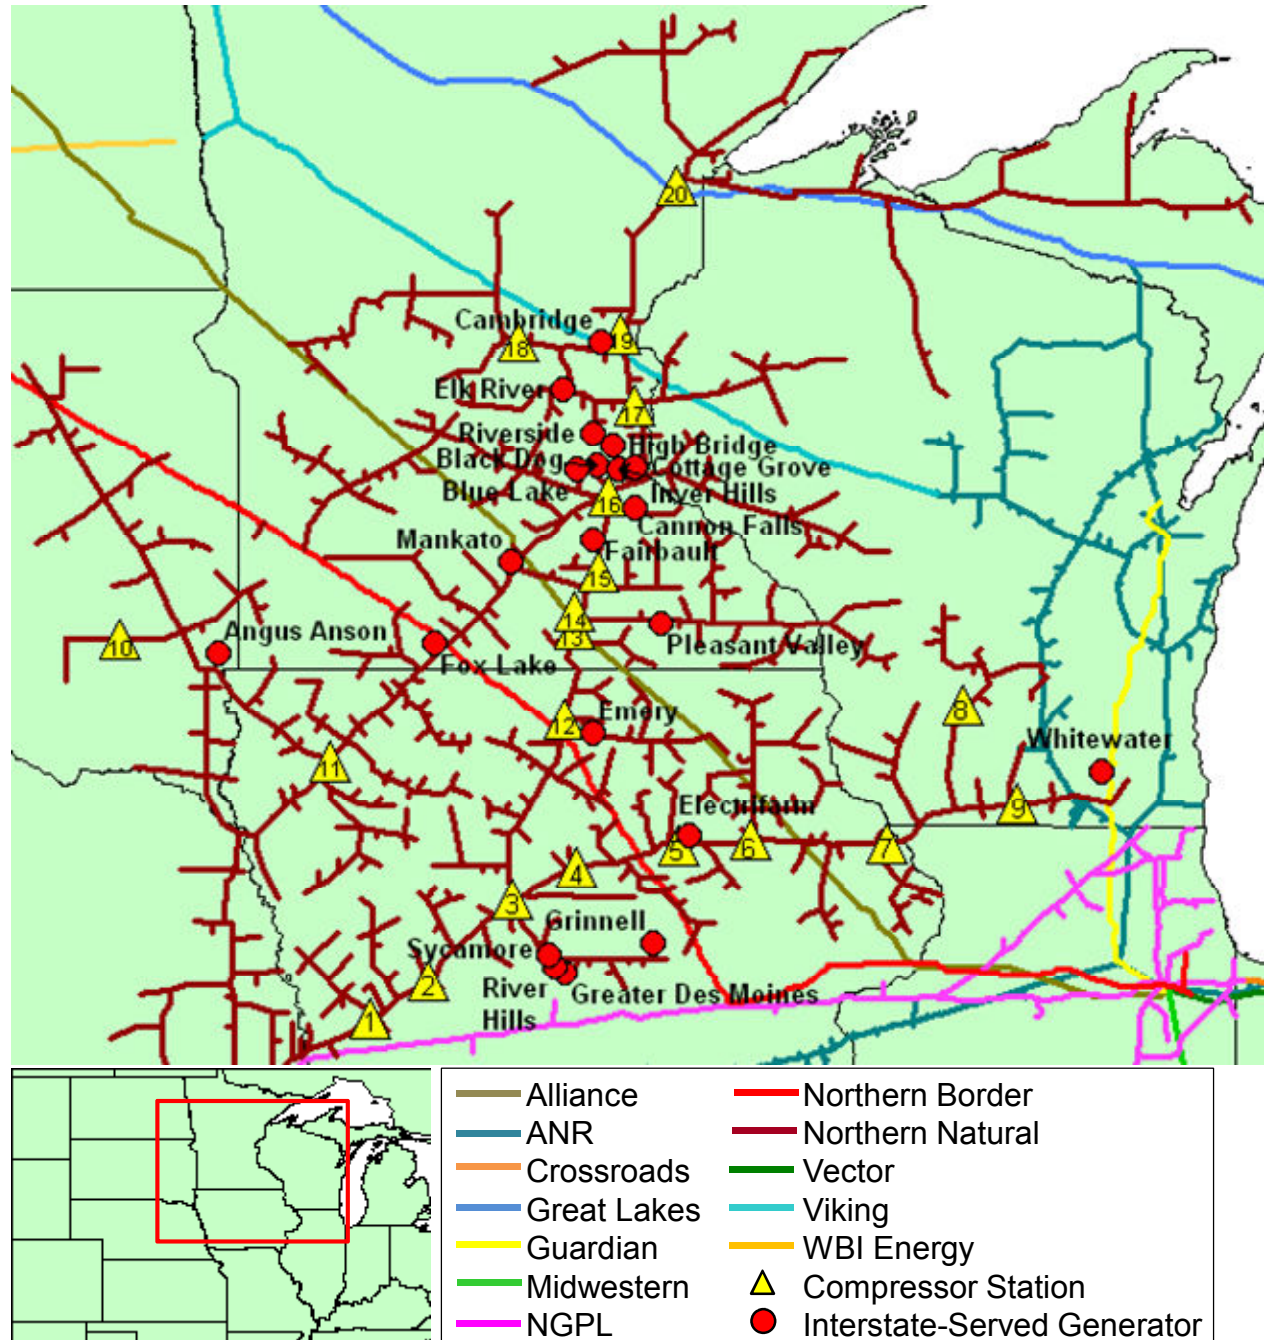 20
Cambridge
19
18
Elk River
17
Riverside
High Bridge
Black Dog
Cottage Grove
Blue Lake
Inver Hills
16
Cannon Falls
Mankato
Fairbault
15
14
13
Angus Anson
10
Pleasant Valley
Fox Lake
8
Emery
12
Whitewater
11
Electrifarm
9
5
6
7
4
3
Grinnell
Sycamore
2
River
Hills
Greater Des Moines
1
Alliance
Northern Border
ANR
Northern Natural
Crossroads
Vector
Great Lakes
Viking
Guardian
WBI Energy
Midwestern
Compressor Station
NGPL
Interstate-Served Generator